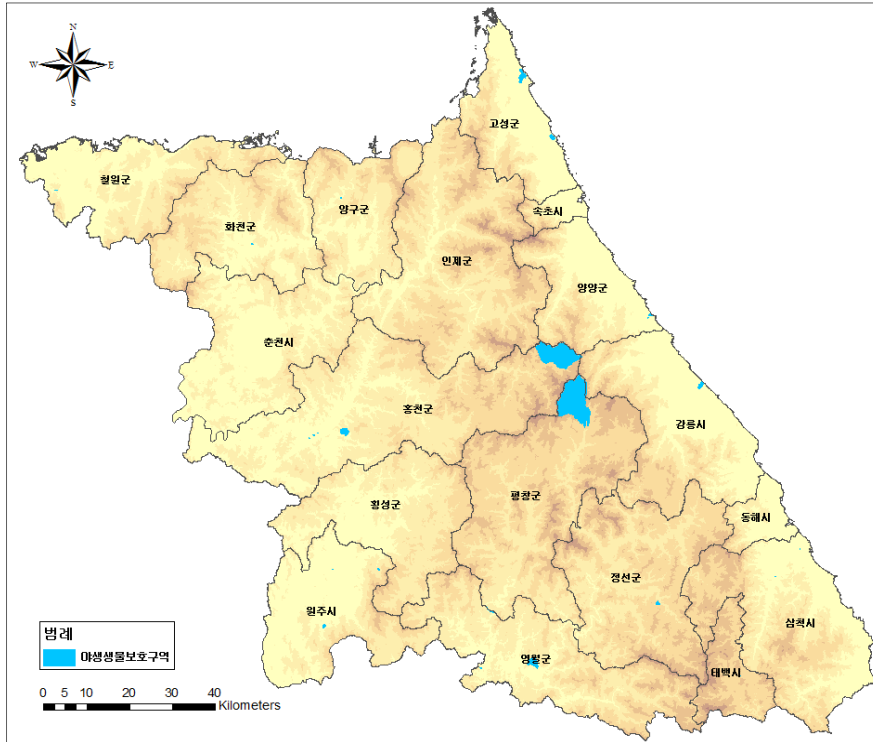 N
W E
S
고성군
철원군
양구군
속초시
화천군
인제군
양양군
춘천시
홍천군
강릉시
평창군
횡성군
동해시
정선군
원주시
삼척시
영월군
태백시
범례
야생생물보호구역
0 5 10 20 30 40
Kilometers